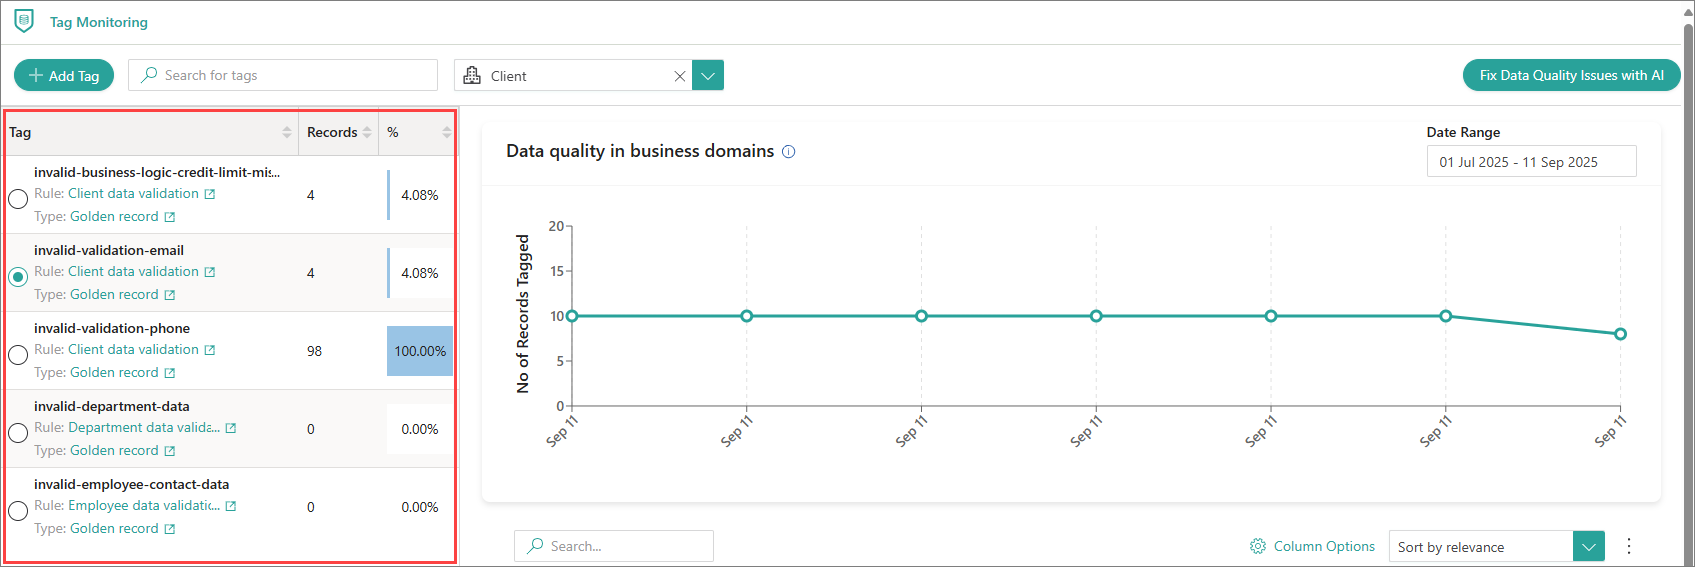 Tag Monitoring
Add Tag
Search for tags
Client
Fix Data Quality Issues with AI
Tag Records %
invalid-business-logic-credit-limit-mis...
Rule: Client data validation
Type: Golden record
4 4.08%
invalid-validation-email
Rule: Client data validation
Type: Golden record
4 4.08%
invalid-validation-phone
Rule: Client data validation
Type: Golden record
98 100.00%
invalid-department-data
Rule: Department data valida...
Type: Golden record
0 0.00%
invalid-employee-contact-data
Rule: Employee data validatic...
Type: Golden record
0 0.00%
Data quality in business domains
Date Range
01 Jul 2025 - 11 Sep 2025
No of Records Tagged
20
15
10
5
0
Sep 11 Sep 11 Sep 11 Sep 11 Sep 11 Sep 11 Sep 11
Search...
Column Options
Sort by relevance